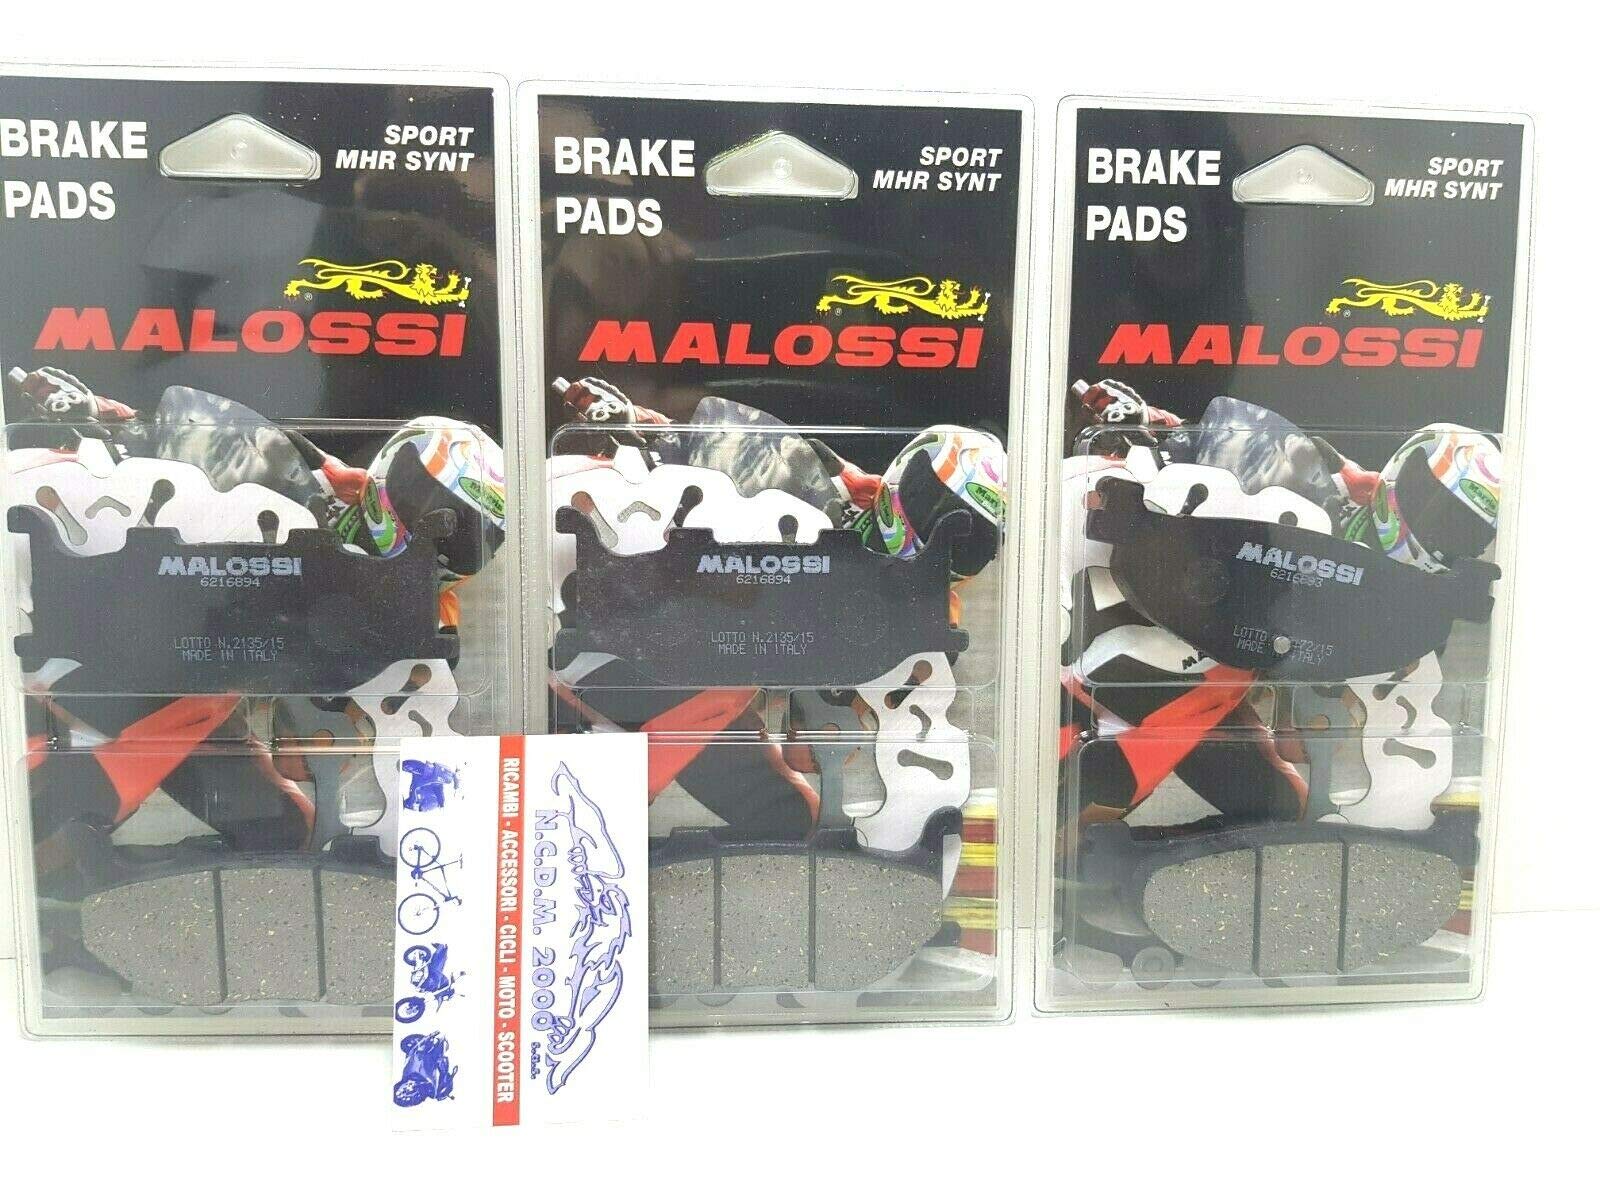 BRAKE
PADS
SPORT
MHR SYNT
®
MALOSSI
MALOSSI
6216894
LOTTO N.2135/15
MADE IN ITALY
BRAKE
PADS
SPORT
MHR SYNT
®
MALOSSI
MALOSSI
6216894
LOTTO N.2135/15
MADE IN ITALY
BRAKE
PADS
SPORT
MHR SYNT
®
MALOSSI
MALOSSI
6216893
LOTTO
MADE IN ITALY
RICAMBI - ACCESSORI - CICLI - MOTO - SCOOTER
N.C.D.M. 2000 s.a.s.